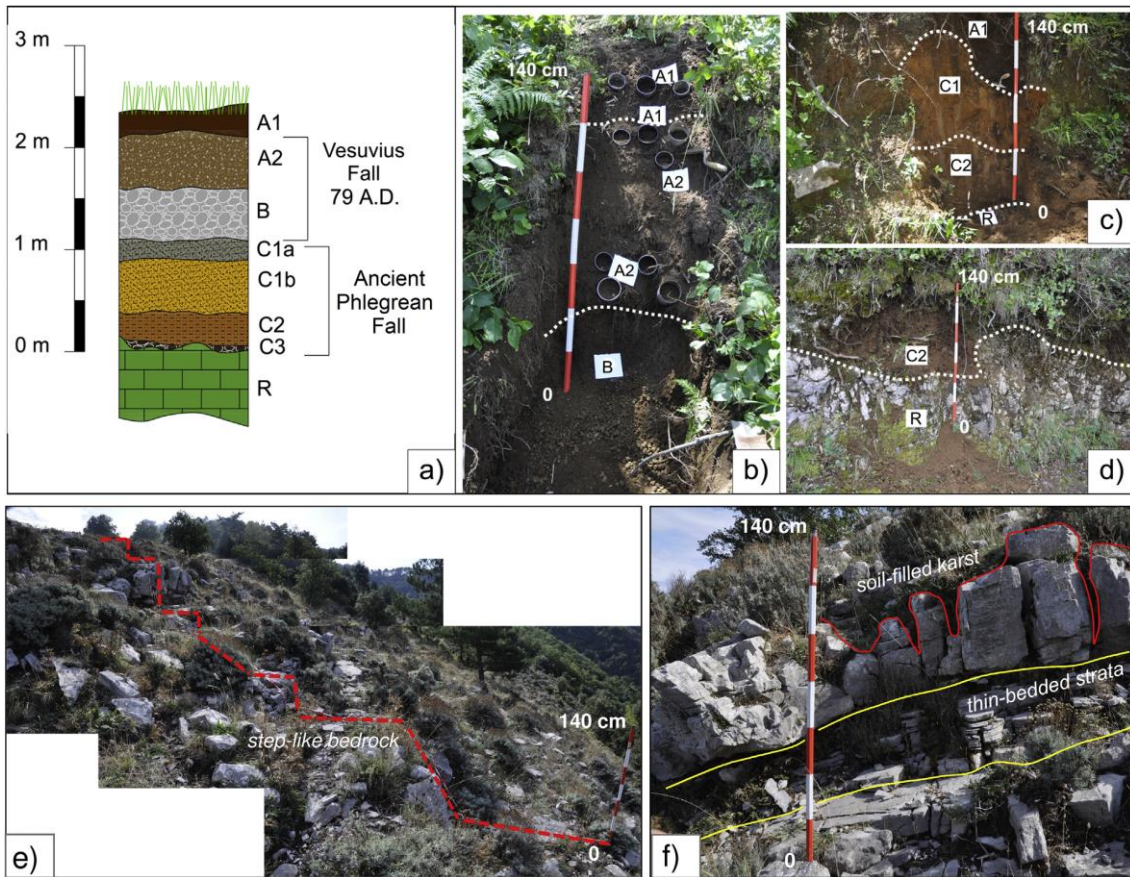 3 m
2 m
1 m
0 m
A1
A2
B
C1a
C1b
C2
C3
R
Vesuvius
Fall
79 A.D.
Ancient
Phlegrean
Fall
a)
140 cm
A1
A1
A2
A2
B
0
b)
140 cm
A1
C1
C2
R
0
c)
140 cm
C2
R
0
d)
step-like bedrock
140 cm
0
e)
140 cm
soil-filled karst
thin-bedded strata
0
f)